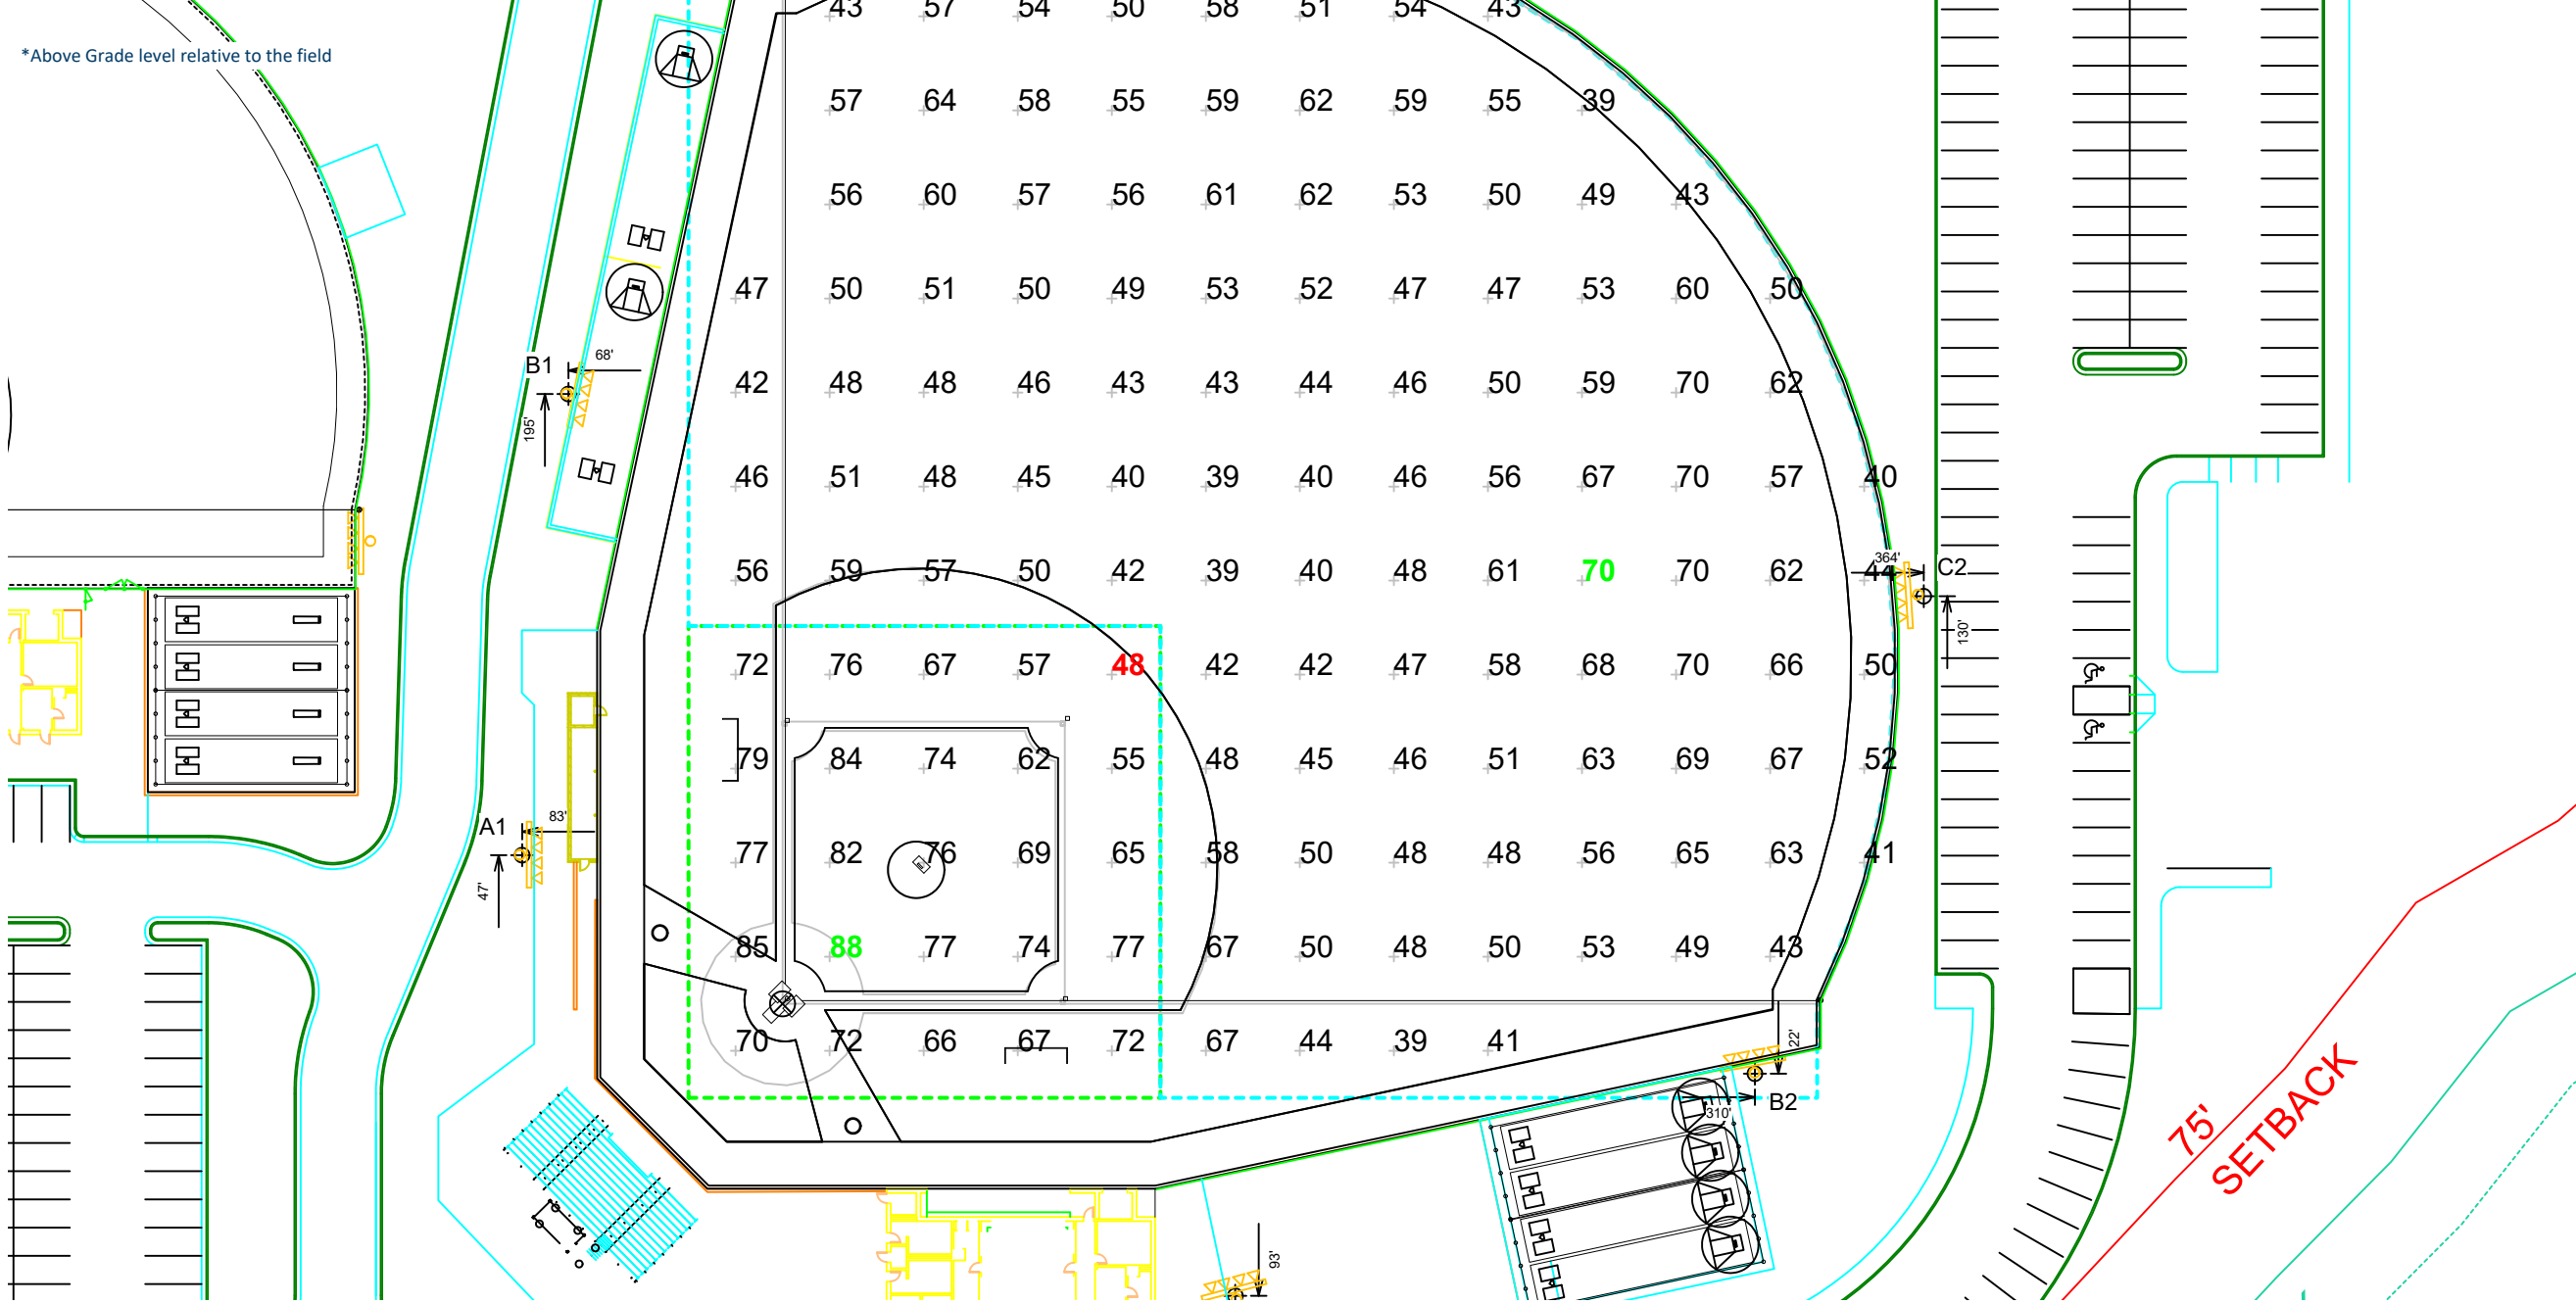 43 57 54 50 58 51 54 43
*Above Grade level relative to the field
57 64 58 55 59 62 59 55 39
56 60 57 56 61 62 53 50 49 43
47 50 51 50 49 53 52 47 47 53 60 50
B1 68'
42 48 48 46 43 43 44 46 50 59 70 62
195'
46 51 48 45 40 39 40 46 56 67 70 57 40
56 59 57 50 42 39 40 48 61 70 70 62 44
364' C2
130'
72 76 67 57 48 42 42 47 58 68 70 66 50
79 84 74 62 55 48 45 46 51 63 69 67 52
A1 83'
77 82 76 69 65 58 50 48 48 56 65 63 41
47'
85 88 77 74 77 67 50 48 50 53 49 43
70 72 66 67 72 67 44 39 41
22'
B2
310'
75'
SETBACK
93'